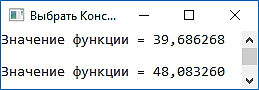 Выбрать Конс...
Значение функции = 39,686268
Значение функции = 48,083260